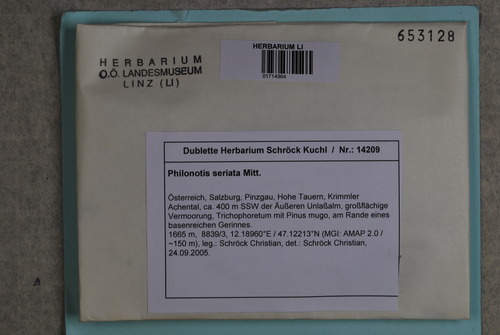 653128
HERBARIUM
O.Ö. LANDESMUSEUM
LINZ (LI)
HERBARIUM LI
01714364
Dublette Herbarium Schröck Kuchl / Nr.: 14209
Philonotis seriata Mitt.
Österreich, Salzburg, Pinzgau, Hohe Tauern, Krimmler
Achental, ca. 400 m SSW der Äußeren Unlaßalm, großflächige
Vermoorung, Trichophoretum mit Pinus mugo, am Rande eines
basenreichen Gerinnes.
1665 m, 8839/3, 12.18960°E / 47.12213°N (MGI: AMAP 2.0 /
~150 m), leg.: Schröck Christian, det.: Schröck Christian,
24.09.2005.